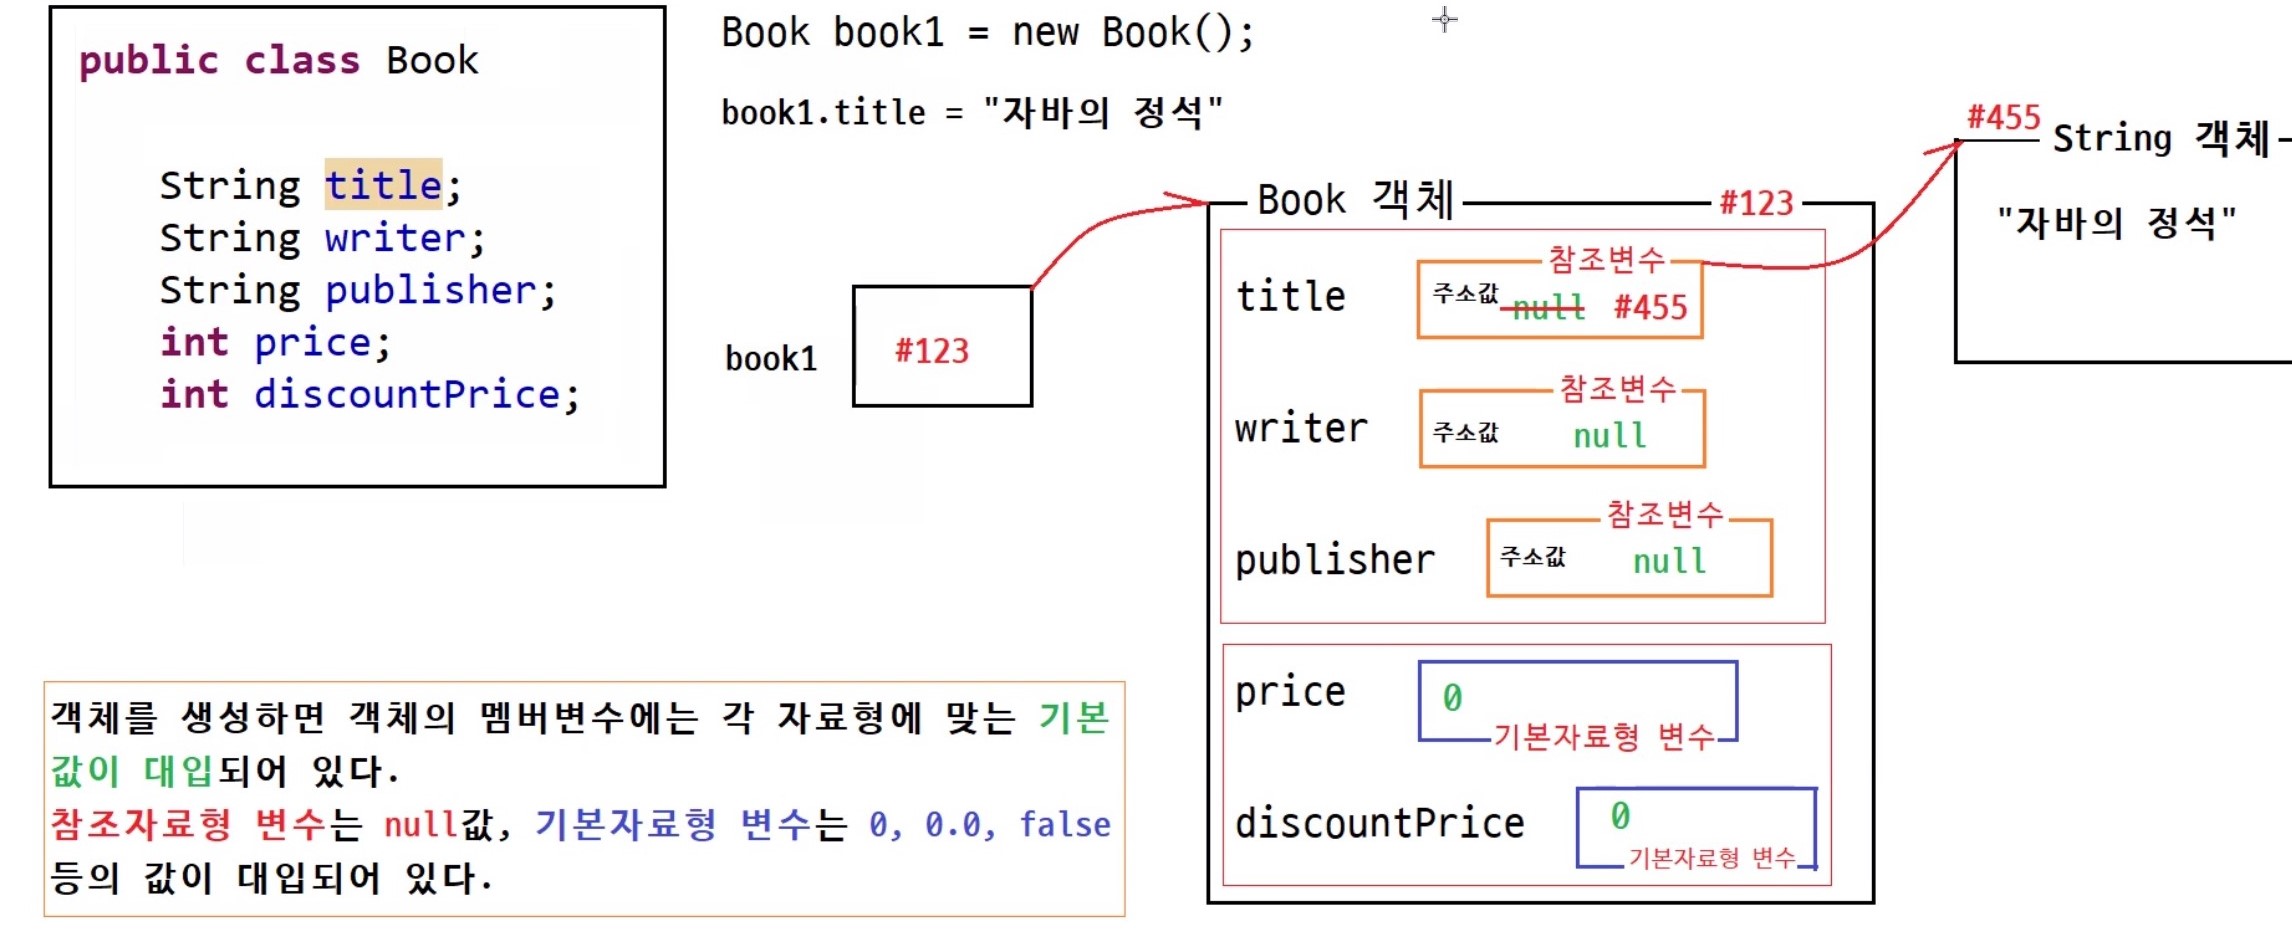 public class Book
String title;
String writer;
String publisher;
int price;
int discountPrice;
Book book1 = new Book();
book1.title = "자바의 정석"
book1
#123
Book 객체
#123
title
참조변수
주소값 null #455
writer
참조변수
주소값 null
publisher
참조변수
주소값 null
price
0
기본자료형 변수
discountPrice
0
기본자료형 변수
#455
String 객체
"자바의 정석"
객체를 생성하면 객체의 멤버변수에는 각 자료형에 맞는 기본
값이 대입되어 있다.
참조자료형 변수는 null값, 기본자료형 변수는 0, 0.0, false
등의 값이 대입되어 있다.